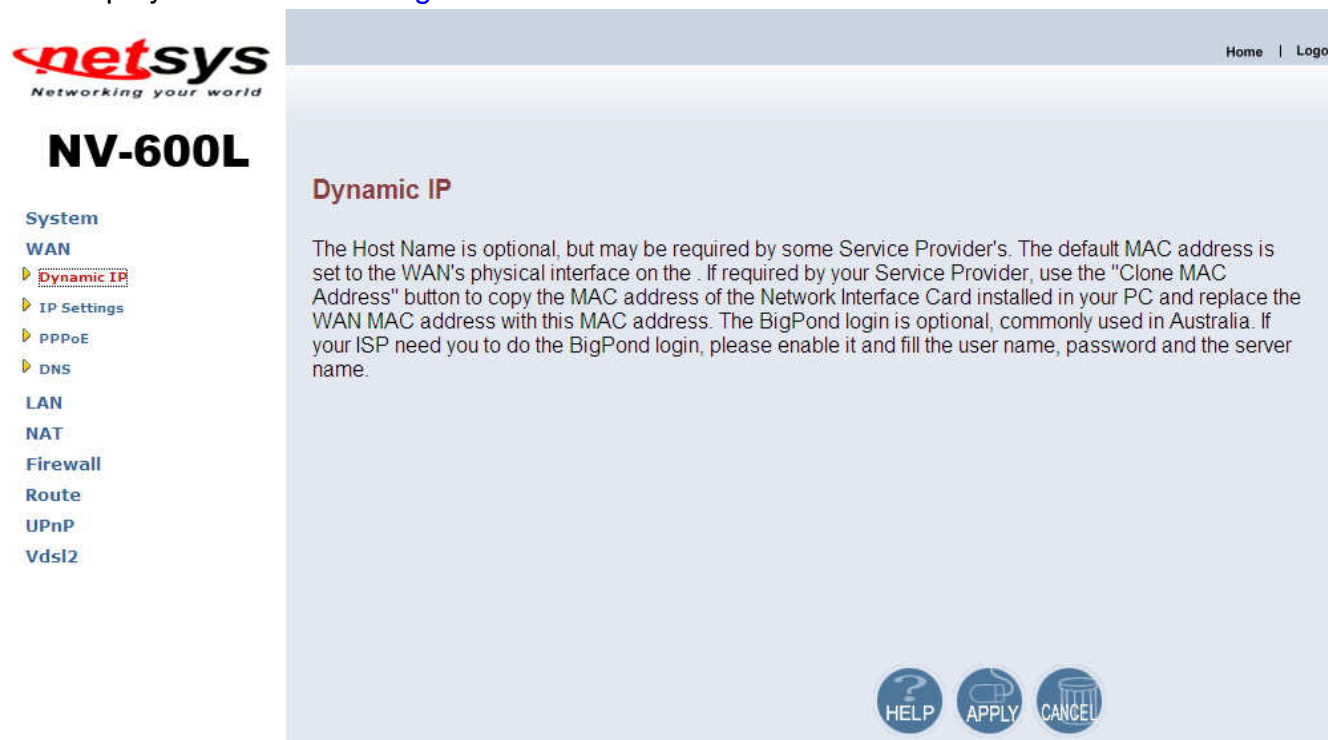 netsys
Networking your world
Home | Logo
NV-600L
System
WAN
Dynamic IP
IP Settings
PPPoE
DNS
LAN
NAT
Firewall
Route
UPnP
Vdsl2
Dynamic IP
The Host Name is optional, but may be required by some Service Provider's. The default MAC address is
set to the WAN's physical interface on the . If required by your Service Provider, use the "Clone MAC
Address" button to copy the MAC address of the Network Interface Card installed in your PC and replace the
WAN MAC address with this MAC address. The BigPond login is optional, commonly used in Australia. If
your ISP need you to do the BigPond login, please enable it and fill the user name, password and the server
name.
HELP APPLY CANCEL